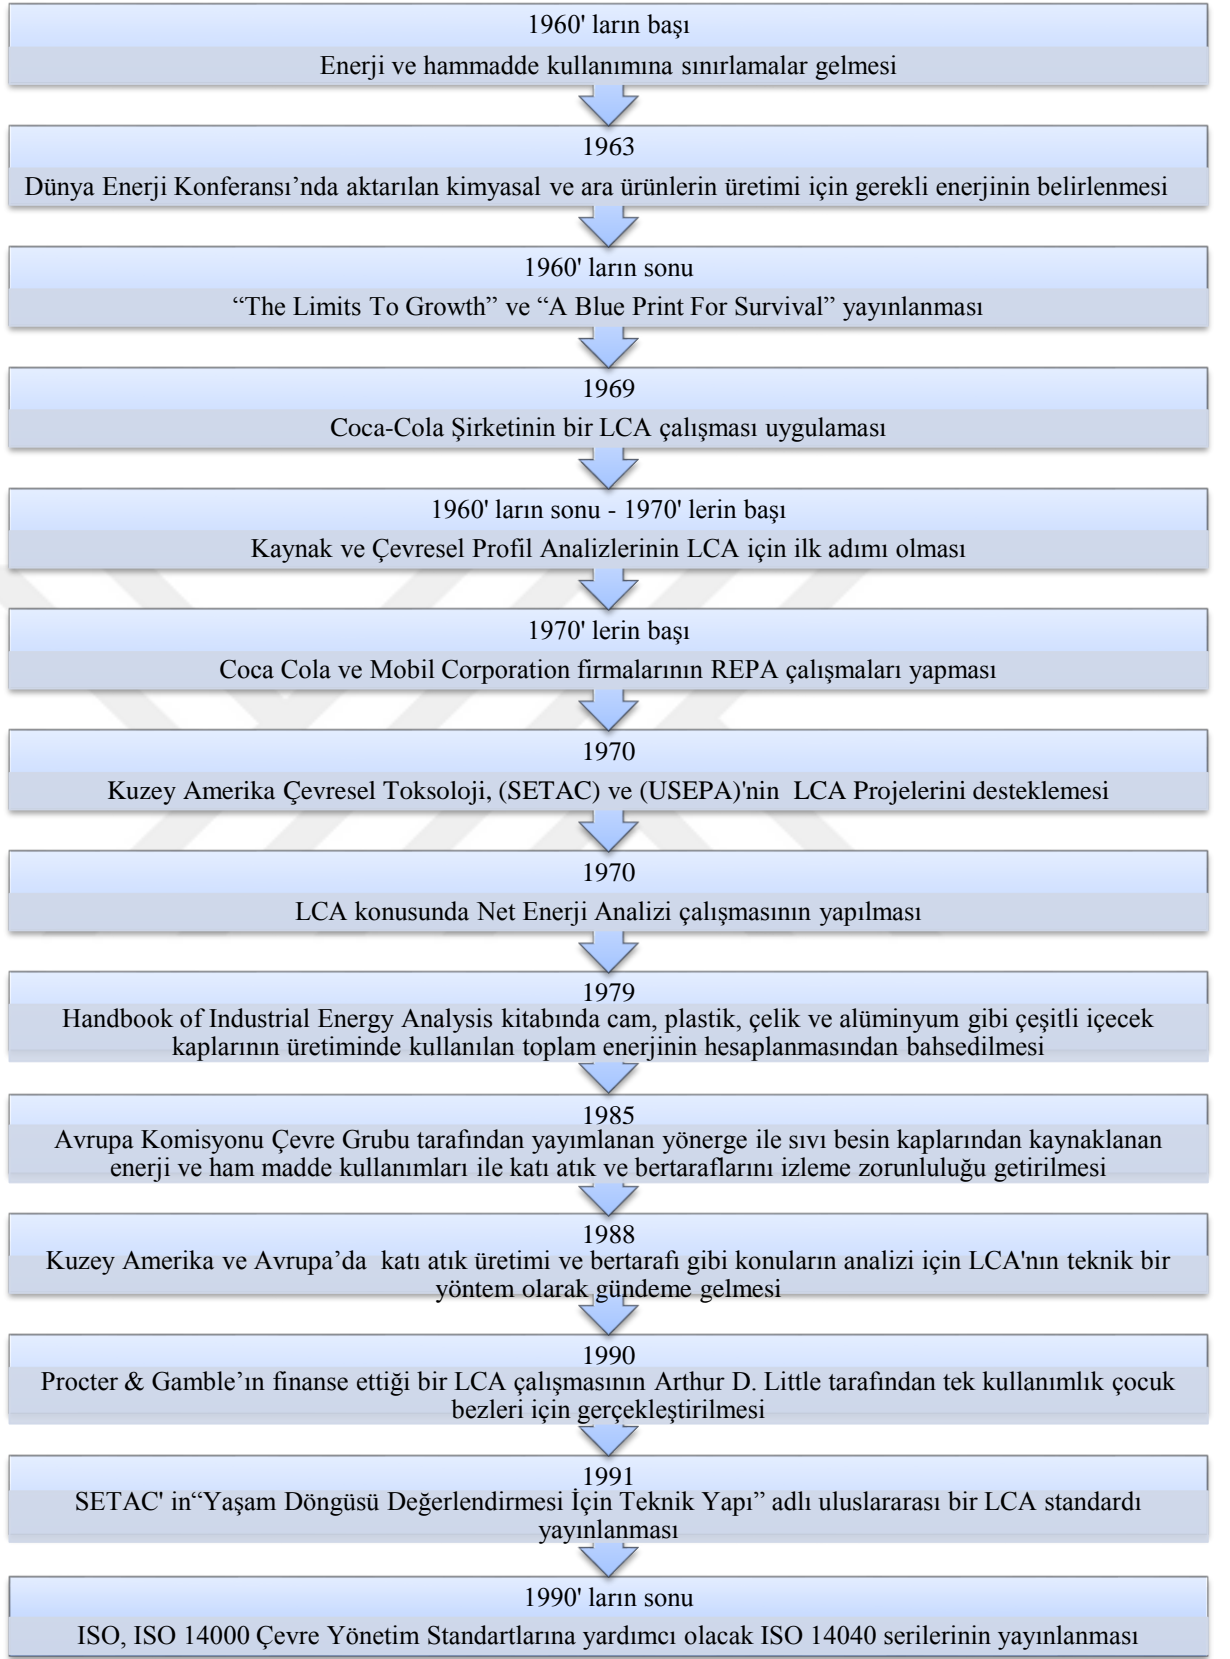 1960' ların başı
Enerji ve hammadde kullanımına sınırlamalar gelmesi
1963
Dünya Enerji Konferansı’nda aktarılan kimyasal ve ara ürünlerin üretimi için gerekli enerjinin belirlenmesi
1960' ların sonu
“The Limits To Growth” ve “A Blue Print For Survival” yayınlanması
1969
Coca-Cola Şirketinin bir LCA çalışması uygulaması
1960' ların sonu - 1970' lerin başı
Kaynak ve Çevresel Profil Analizlerinin LCA için ilk adımı olması
1970' lerin başı
Coca Cola ve Mobil Corporation firmalarının REPA çalışmaları yapması
1970
Kuzey Amerika Çevresel Toksoloji, (SETAC) ve (USEPA)'nin LCA Projelerini desteklemesi
1970
LCA konusunda Net Enerji Analizi çalışmasının yapılması
1979
Handbook of Industrial Energy Analysis kitabında cam, plastik, çelik ve alüminyum gibi çeşitli içecek
kaplarının üretiminde kullanılan toplam enerjinin hesaplanmasından bahsedilmesi
1985
Avrupa Komisyonu Çevre Grubu tarafından yayımlanan yönerge ile sıvı besin kaplarından kaynaklanan
enerji ve ham madde kullanımları ile katı atık ve bertaraflarını izleme zorunluluğu getirilmesi
1988
Kuzey Amerika ve Avrupa’da katı atık üretimi ve bertarafı gibi konuların analizi için LCA'nın teknik bir
yöntem olarak gündeme gelmesi
1990
Procter & Gamble’ın finanse ettiği bir LCA çalışmasının Arthur D. Little tarafından tek kullanımlık çocuk
bezleri için gerçekleştirilmesi
1991
SETAC' in“Yaşam Döngüsü Değerlendirmesi İçin Teknik Yapı” adlı uluslararası bir LCA standardı
yayınlanması
1990' ların sonu
ISO, ISO 14000 Çevre Yönetim Standartlarına yardımcı olacak ISO 14040 serilerinin yayınlanması